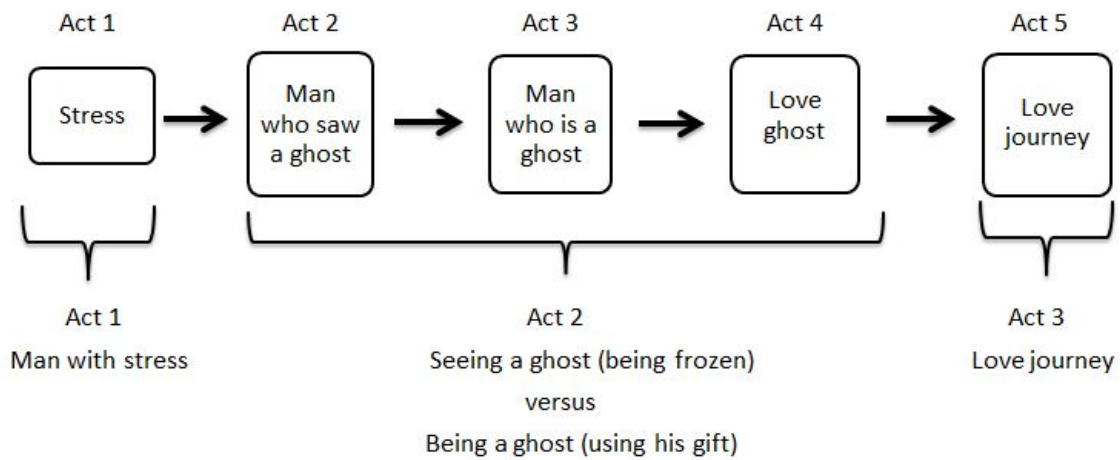 Act 1
Act 2
Act 3
Act 4
Act 5
Stress
Man
who saw
a ghost
Man
who is a
ghost
Love
ghost
Love
journey
Act 1
Man with stress
Act 2
Seeing a ghost (being frozen)
versus
Being a ghost (using his gift)
Act 3
Love journey